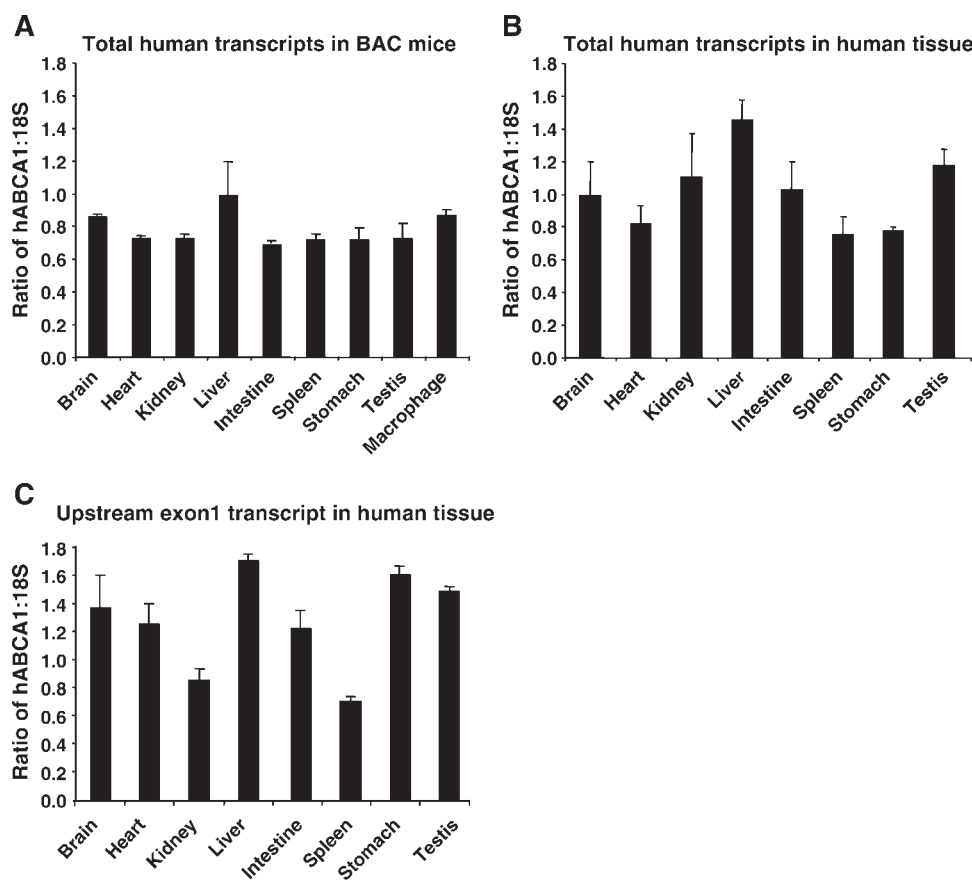 A
Total human transcripts in BAC mice
Ratio of hABCA1:18S
1.8
1.6
1.4
1.2
1.0
0.8
0.6
0.4
0.2
0.0
Brain
Heart
Kidney
Liver
Intestine
Spleen
Stomach
Testis
Macrophage
B
Total human transcripts in human tissue
Ratio of hABCA1:18S
1.8
1.6
1.4
1.2
1.0
0.8
0.6
0.4
0.2
0.0
Brain
Heart
Kidney
Liver
Intestine
Spleen
Stomach
Testis
C
Upstream exon1 transcript in human tissue
Ratio of hABCA1:18S
1.8
1.6
1.4
1.2
1.0
0.8
0.6
0.4
0.2
0.0
Brain
Heart
Kidney
Liver
Intestine
Spleen
Stomach
Testis